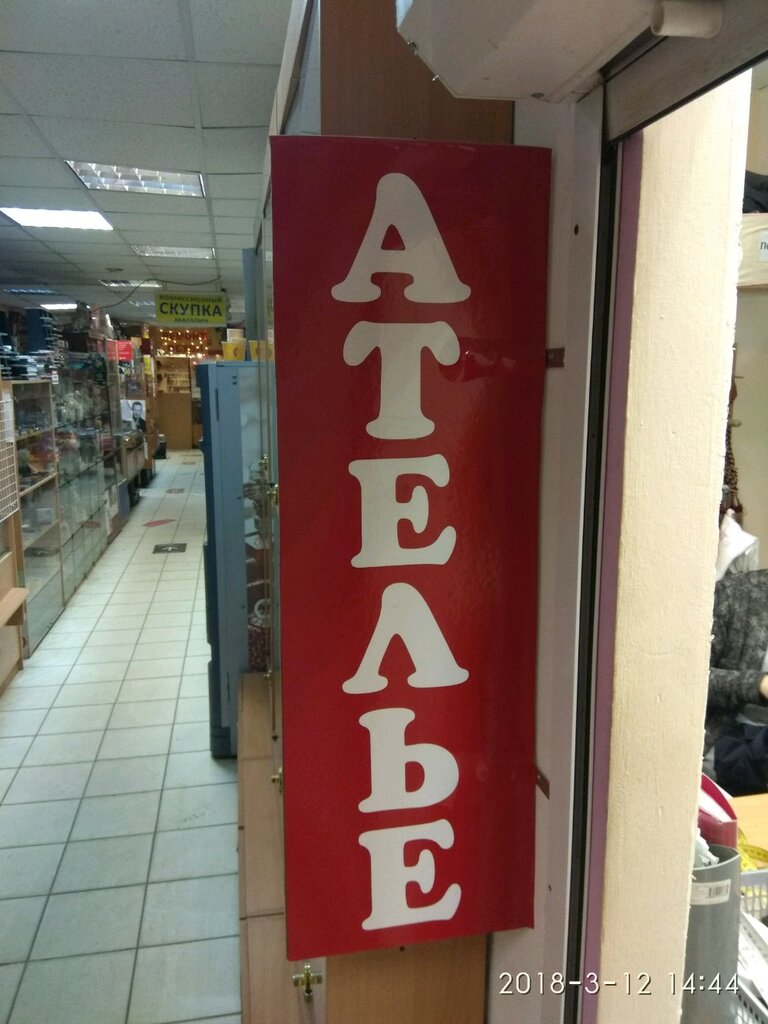 АТЕЛЬЕ
КОМИССИОННЫЙ
СКУПКА
МАГАЗИН
2018-3-12 14:44